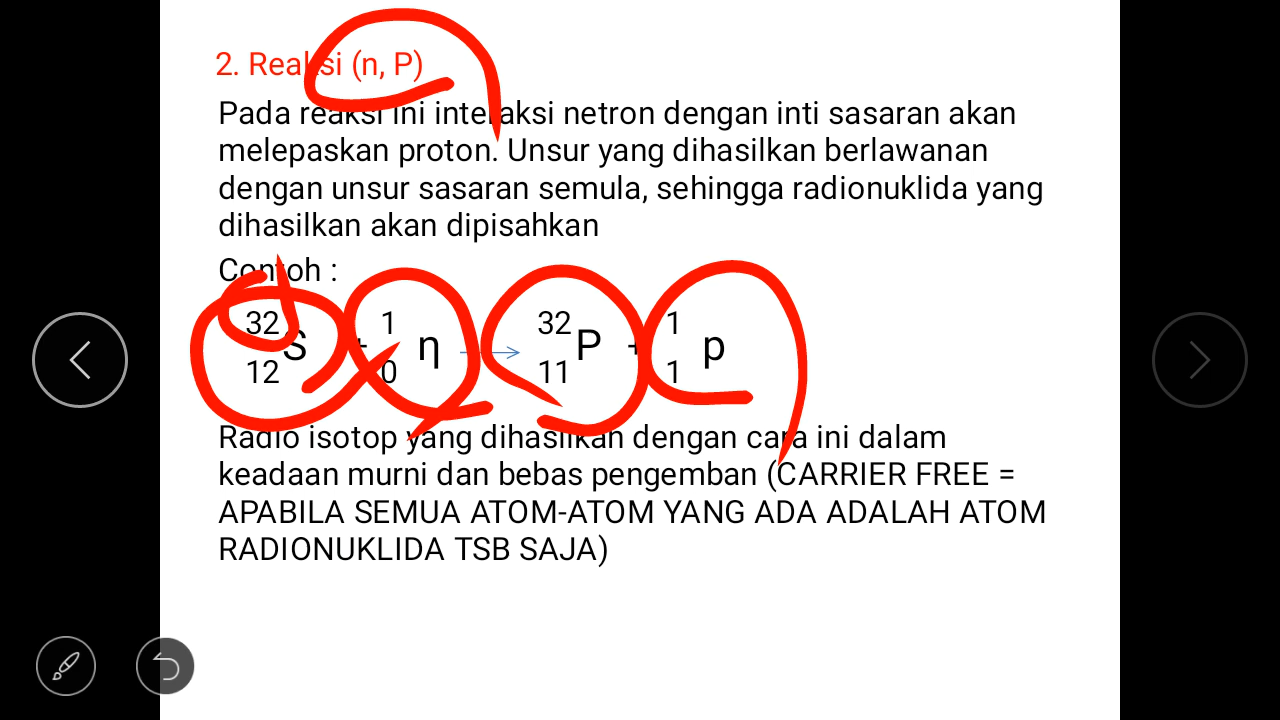 2. Reaksi (n, P)
Pada reaksi ini interaksi netron dengan inti sasaran akan
melepaskan proton. Unsur yang dihasilkan berlawanan
dengan unsur sasaran semula, sehingga radionuklida yang
dihasilkan akan dipisahkan
Contoh :
32 1 32 1
S + η → P + p
12 0 11 1
Radio isotop yang dihasilkan dengan cara ini dalam
keadaan murni dan bebas pengemban (CARRIER FREE =
APABILA SEMUA ATOM-ATOM YANG ADA ADALAH ATOM
RADIONUKLIDA TSB SAJA)